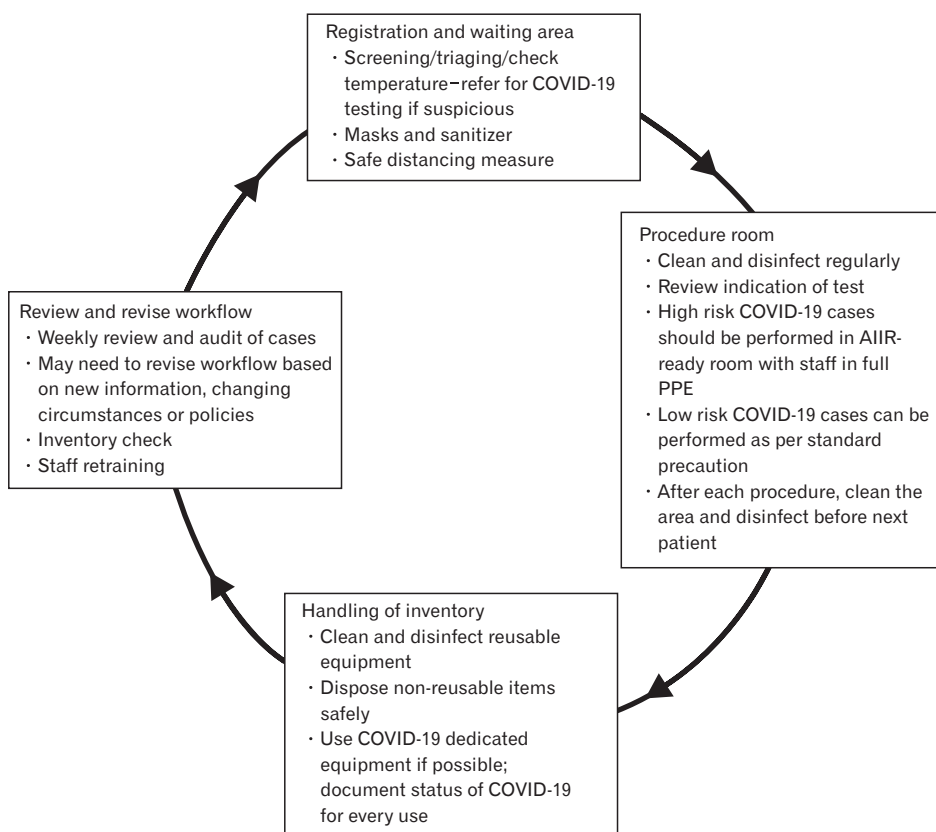 Registration and waiting area
· Screening/triaging/check
temperature–refer for COVID-19
testing if suspicious
· Masks and sanitizer
· Safe distancing measure
Procedure room
· Clean and disinfect regularly
· Review indication of test
· High risk COVID-19 cases
should be performed in AIIR-
ready room with staff in full
PPE
· Low risk COVID-19 cases can be
performed as per standard
precaution
· After each procedure, clean the
area and disinfect before next
patient
Handling of inventory
· Clean and disinfect reusable
equipment
· Dispose non-reusable items
safely
· Use COVID-19 dedicated
equipment if possible;
document status of COVID-19
for every use
Review and revise workflow
· Weekly review and audit of cases
· May need to revise workflow based
on new information, changing
circumstances or policies
· Inventory check
· Staff retraining